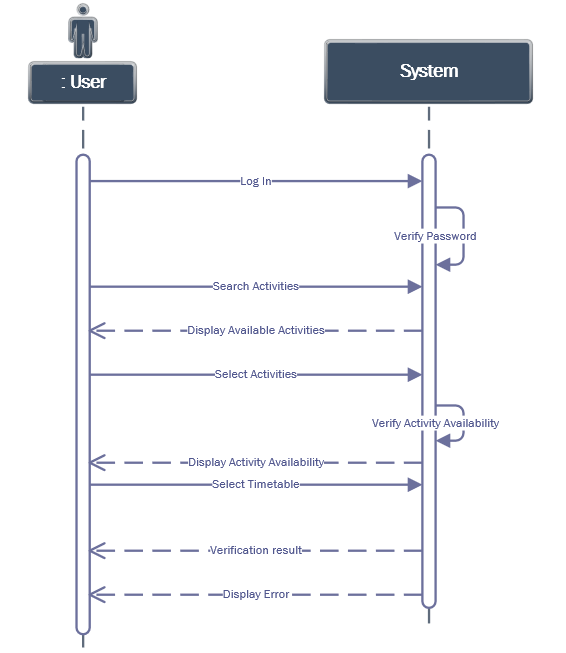 : User
System
Log In
Verify Password
Search Activities
Display Available Activities
Select Activities
Verify Activity Availability
Display Activity Availability
Select Timetable
Verification result
Display Error